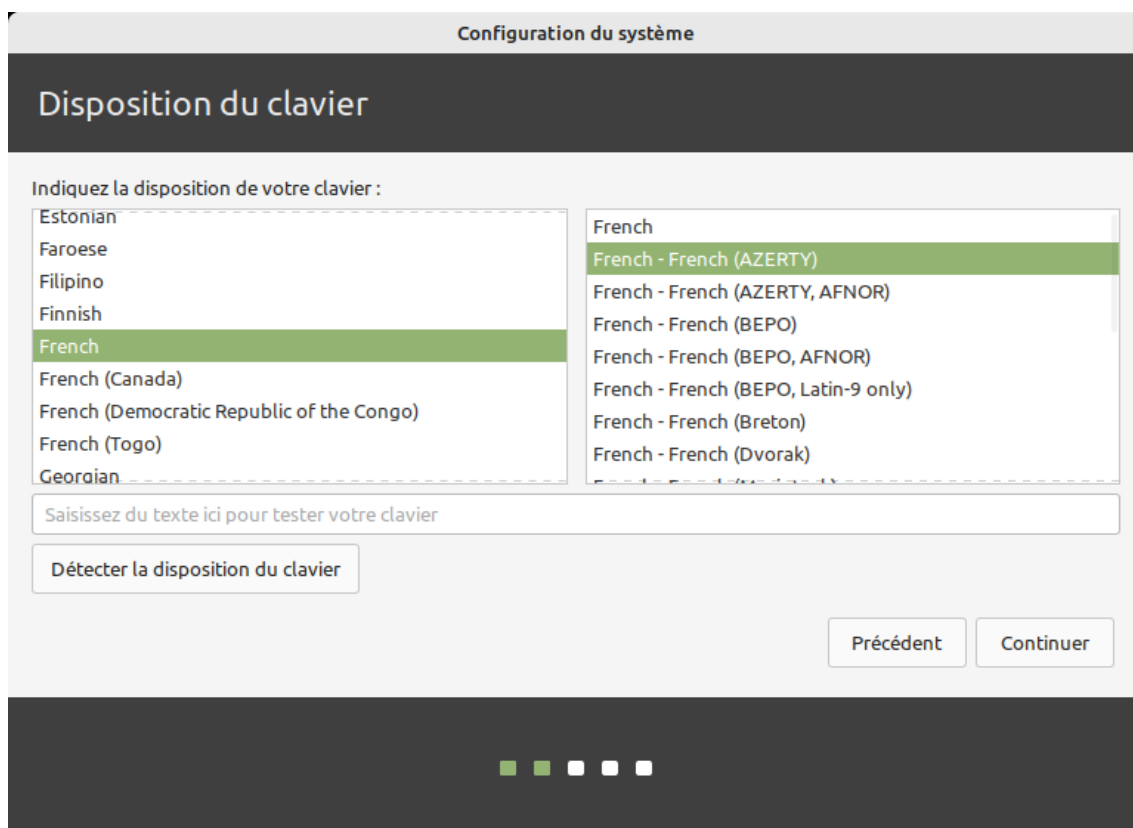 Configuration du système
Disposition du clavier
Indiquez la disposition de votre clavier :
Estonian
Faroese
Filipino
Finnish
French
French (Canada)
French (Democratic Republic of the Congo)
French (Togo)
Georgian
French
French - French (AZERTY)
French - French (AZERTY, AFNOR)
French - French (BEPO)
French - French (BEPO, AFNOR)
French - French (BEPO, Latin-9 only)
French - French (Breton)
French - French (Dvorak)
Saisissez du texte ici pour tester votre clavier
Détecter la disposition du clavier
Précédent
Continuer